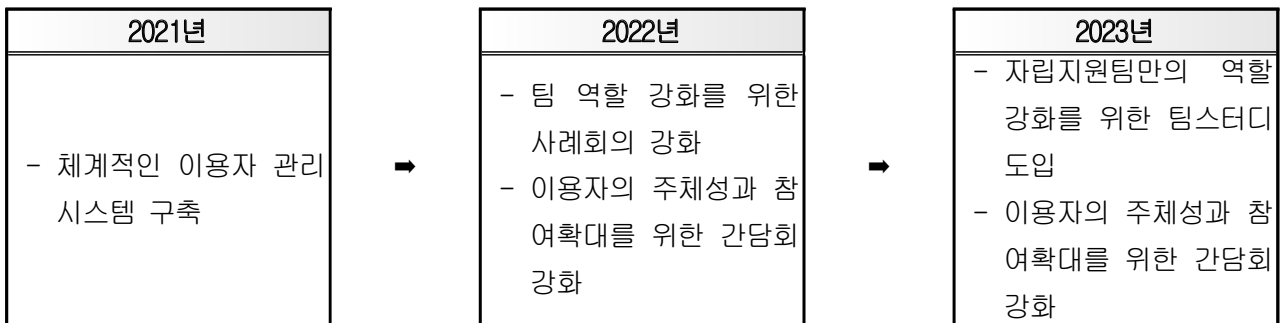 2021년
- 체계적인 이용자 관리
시스템 구축
➡
2022년
- 팀 역할 강화를 위한
사례회의 강화
- 이용자의 주체성과 참
여확대를 위한 간담회
강화
➡
2023년
- 자립지원팀만의 역할
강화를 위한 팀스터디
도입
- 이용자의 주체성과 참
여확대를 위한 간담회
강화